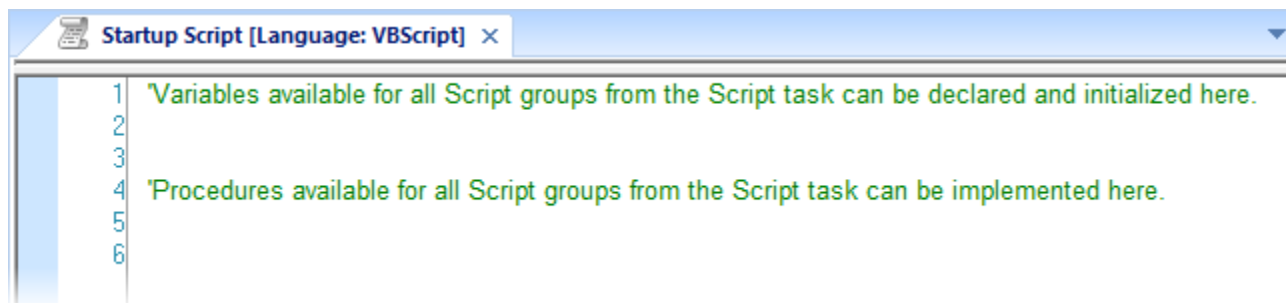 Startup Script [Language: VBScript] ×
1 'Variables available for all Script groups from the Script task can be declared and initialized here.
2
3
4 'Procedures available for all Script groups from the Script task can be implemented here.
5
6